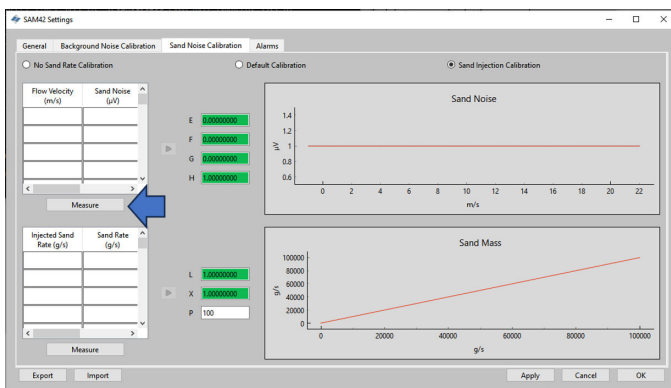 SAM42 Settings
General Background Noise Calibration Sand Noise Calibration Alarms
No Sand Rate Calibration Default Calibration Sand Injection Calibration
Flow Velocity (m/s) Sand Noise (µV)
E 0.00000000
F 0.00000000
G 0.00000000
H 1.00000000
Measure
Sand Noise
µV
1.4
1.2
1
0.8
0.6
0 2 4 6 8 10 12 14 16 18 20 22
m/s
Injected Sand Rate (g/s) Sand Rate (g/s)
L 1.00000000
X 1.00000000
P 100
Measure
Sand Mass
g/s
100000
80000
60000
40000
20000
0
0 20000 40000 60000 80000 100000
g/s
Export Import Apply Cancel OK